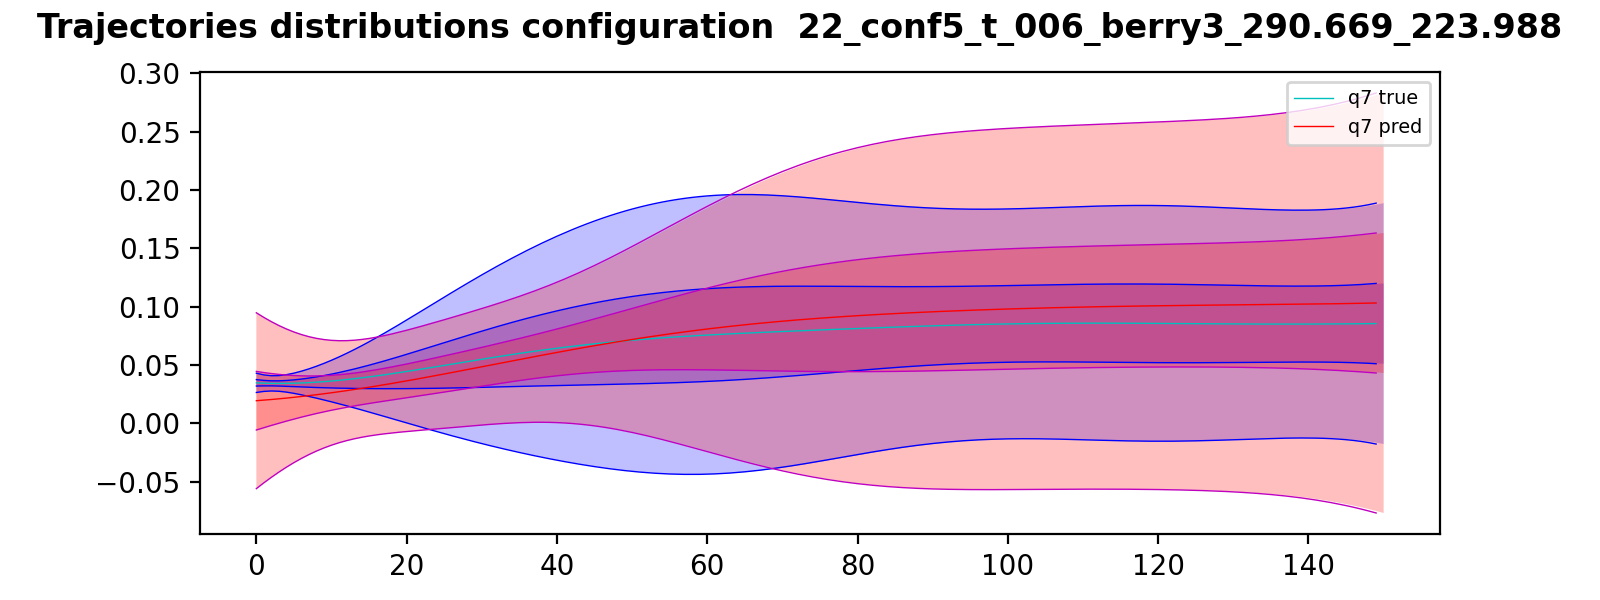 Trajectories distributions configuration  22_conf5_t_006_berry3_290.669_223.988
0.30
0.25
0.20
0.15
0.10
0.05
0.00
−0.05
0 20 40 60 80 100 120 140
q7 true
q7 pred